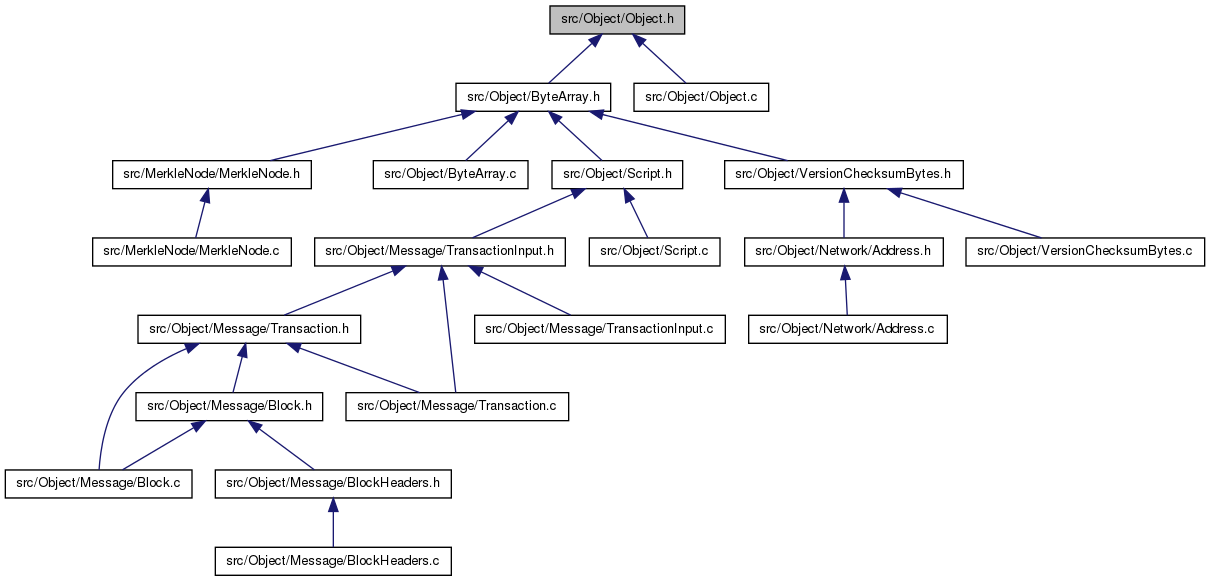 src/Object/Object.h
src/Object/ByteArray.h
src/Object/Object.c
src/MerkleNode/MerkleNode.h
src/Object/ByteArray.c
src/Object/Script.h
src/Object/VersionChecksumBytes.h
src/MerkleNode/MerkleNode.c
src/Object/Message/TransactionInput.h
src/Object/Script.c
src/Object/Network/Address.h
src/Object/VersionChecksumBytes.c
src/Object/Message/Transaction.h
src/Object/Message/TransactionInput.c
src/Object/Network/Address.c
src/Object/Message/Block.h
src/Object/Message/Transaction.c
src/Object/Message/Block.c
src/Object/Message/BlockHeaders.h
src/Object/Message/BlockHeaders.c